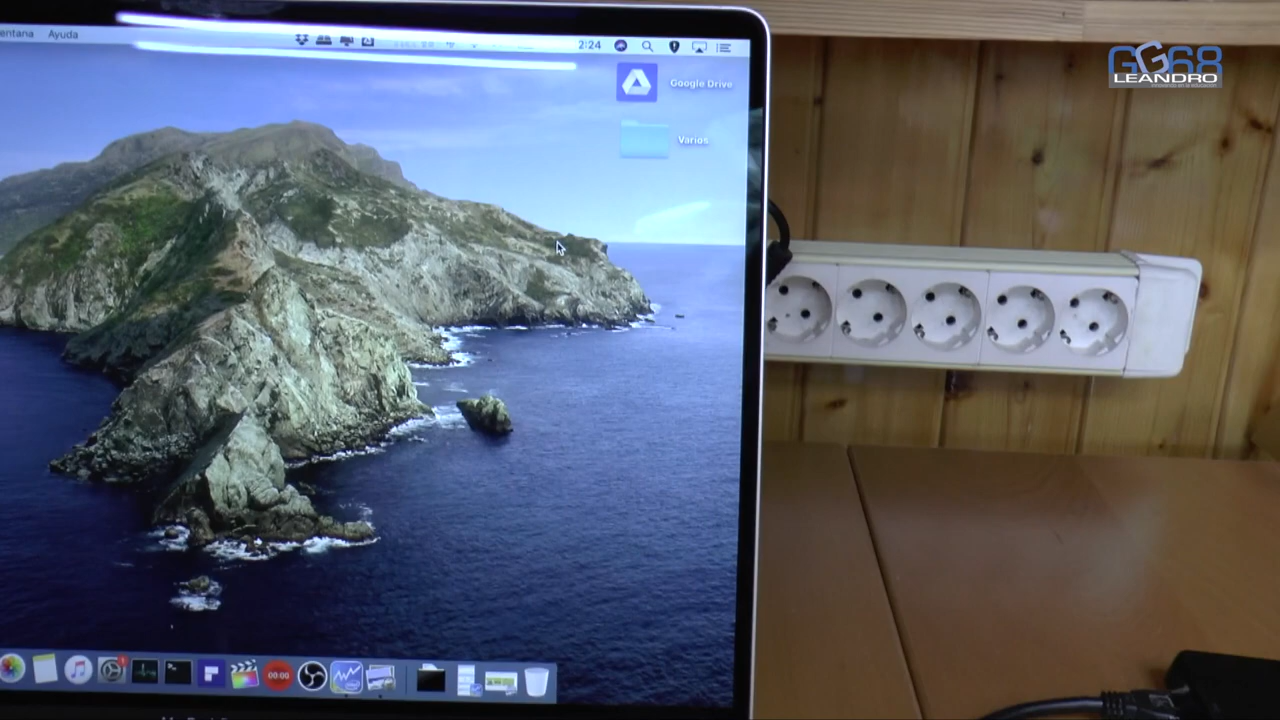 entana Ayuda
2:24
Google Drive
Varios
GG68
LEANDRO
00:00